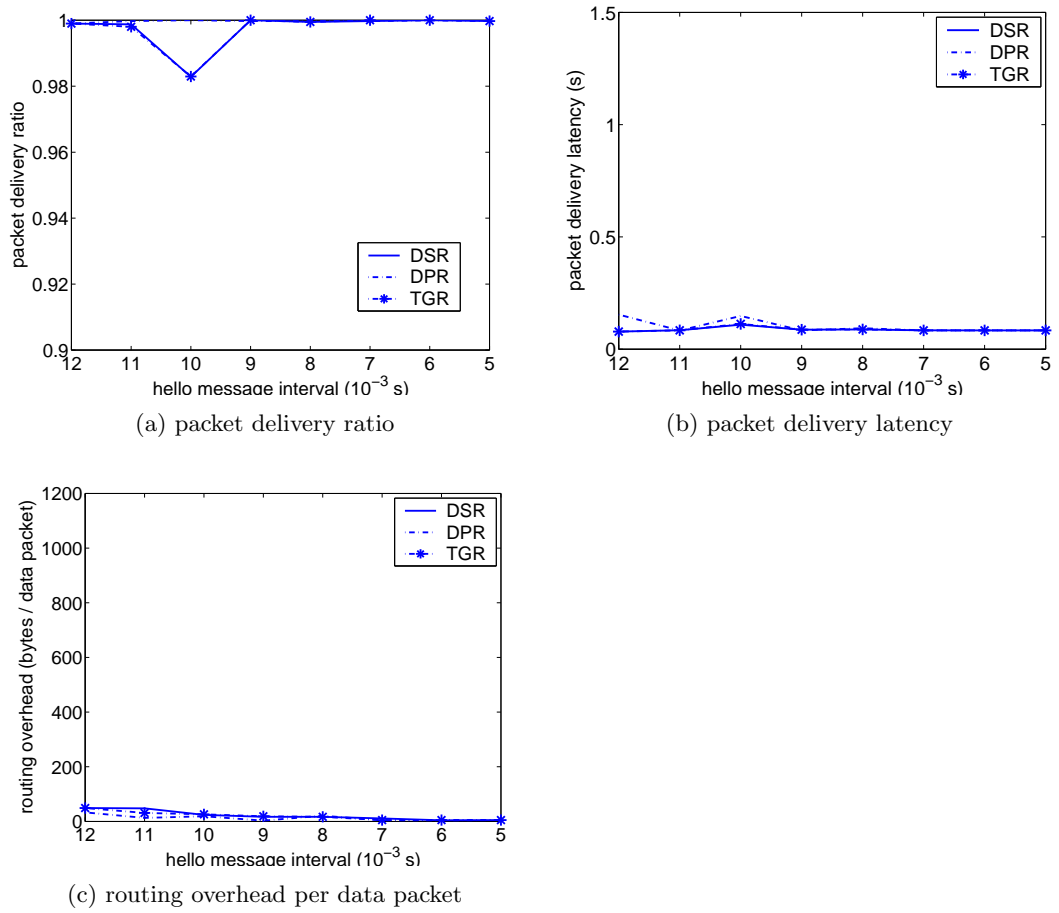 packet delivery ratio
1
0.98
0.96
0.94
0.92
0.9
DSR
DPR
TGR
12 11 10 9 8 7 6 5
hello message interval (10⁻³ s)
(a) packet delivery ratio
packet delivery latency (s)
1.5
1
0.5
0
DSR
DPR
TGR
12 11 10 9 8 7 6 5
hello message interval (10⁻³ s)
(b) packet delivery latency
routing overhead (bytes / data packet)
1200
1000
800
600
400
200
0
DSR
DPR
TGR
12 11 10 9 8 7 6 5
hello message interval (10⁻³ s)
(c) routing overhead per data packet